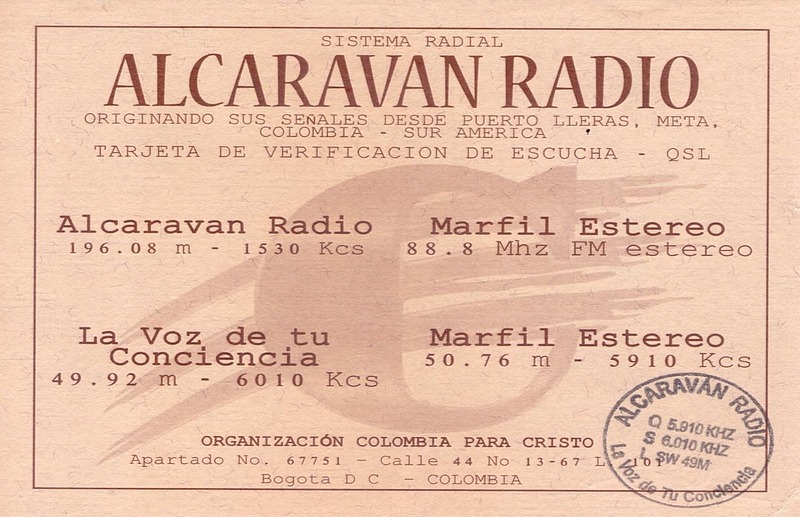 SISTEMA RADIAL
ALCARAVAN RADIO
ORIGINANDO SUS SEÑALES DESDE PUERTO LLERAS, META,
COLOMBIA - SUR AMERICA
TARJETA DE VERIFICACION DE ESCUCHA - QSL
Alcaravan Radio
196.08 m - 1530 Kcs
Marfil Estereo
88.8 Mhz FM estereo
La Voz de tu
Conciencia
49.92 m - 6010 Kcs
Marfil Estereo
50.76 m - 5910 Kcs
ORGANIZACIÓN COLOMBIA PARA CRISTO
Apartado No. 67751 - Calle 44 No 13-67 101
Bogota D C - COLOMBIA
ALCARAVÁN RADIO
Q 5.910 KHZ
S 6.010 KHZ
L SW 49M
La Voz de Tu Conciencia